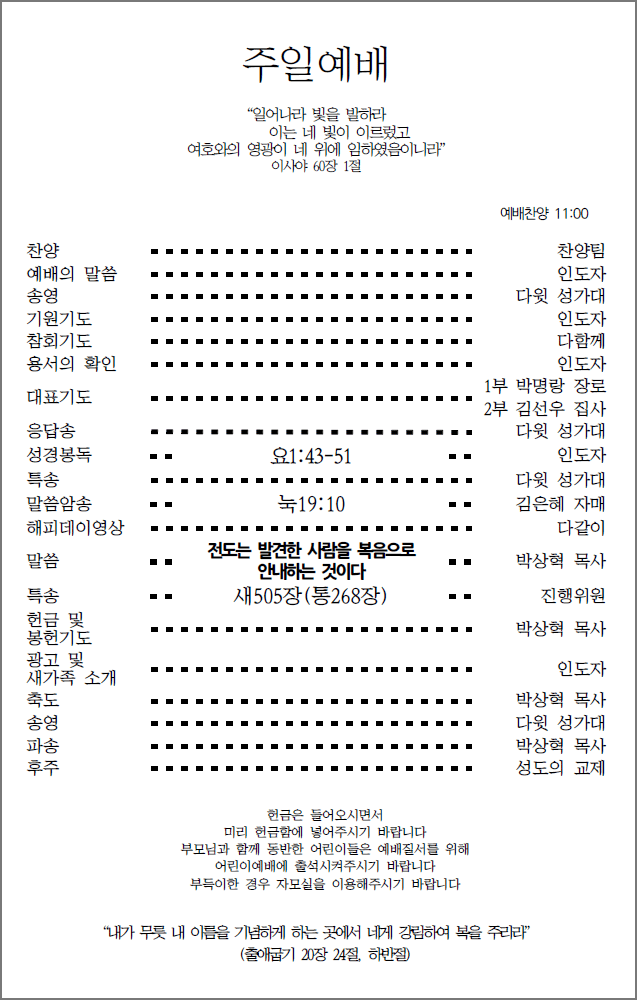 주일예배
“일어나라 빛을 발하라
이는 네 빛이 이르렀고
여호와의 영광이 네 위에 임하였음이니라”
이사야 60장 1절
예배찬양 11:00
찬양 찬양팀
예배의 말씀 인도자
송영 다윗 성가대
기원기도 인도자
참회기도 다함께
용서의 확인 인도자
대표기도 1부 박명랑 장로
2부 김선우 집사
응답송 다윗 성가대
성경봉독 요1:43-51 인도자
특송 다윗 성가대
말씀암송 눅19:10 김은혜 자매
해피데이영상 다같이
말씀 전도는 발견한 사람을 복음으로
안내하는 것이다 박상혁 목사
특송 새505장(통268장) 진행위원
헌금 및
봉헌기도 박상혁 목사
광고 및
새가족 소개 인도자
축도 박상혁 목사
송영 다윗 성가대
파송 박상혁 목사
후주 성도의 교제
헌금은 들어오시면서
미리 헌금함에 넣어주시기 바랍니다
부모님과 함께 동반한 어린이들은 예배질서를 위해
어린이예배에 출석시켜주시기 바랍니다
부득이한 경우 자모실을 이용해주시기 바랍니다
“내가 무릇 내 이름을 기념하게 하는 곳에서 네게 강림하여 복을 주리라”
(출애굽기 20장 24절, 하반절)